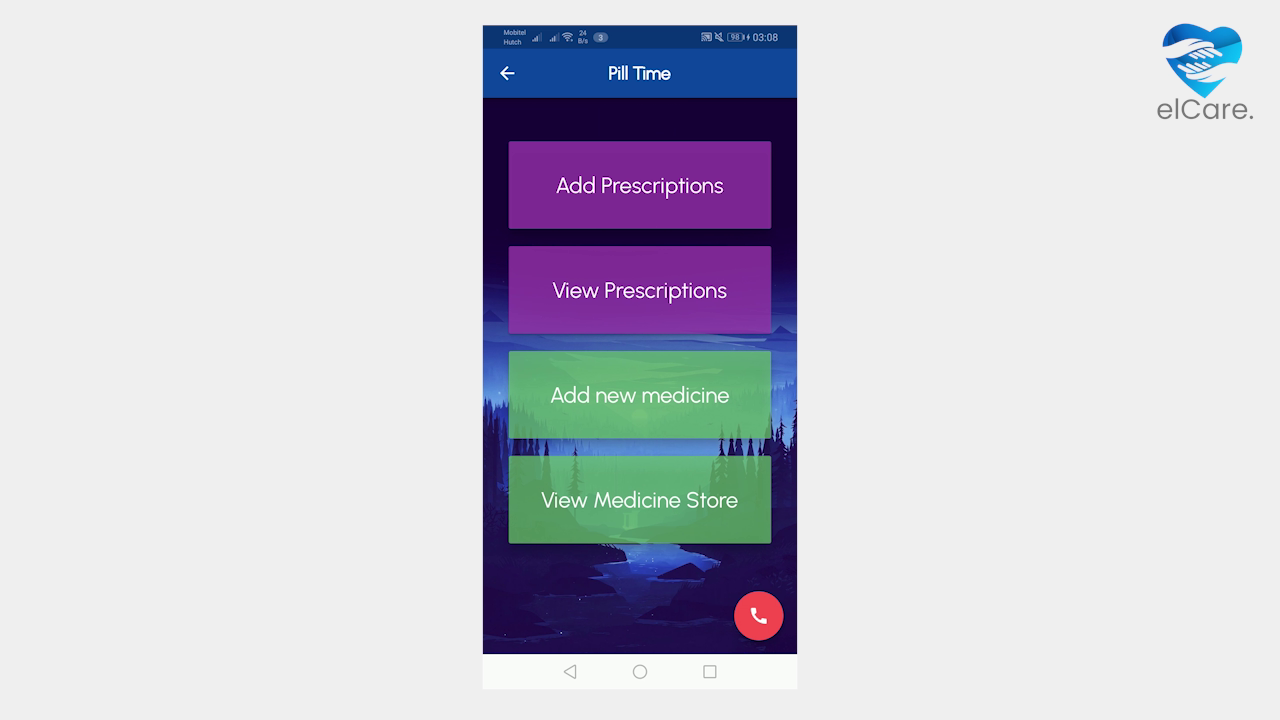 Mobitel
Hutch
24
B/s
3
98
03:08
Pill Time
elCare.
Add Prescriptions
View Prescriptions
Add new medicine
View Medicine Store